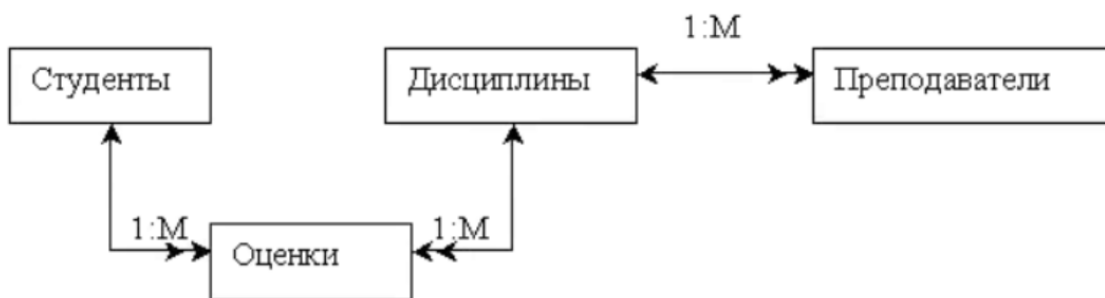 1:М
Студенты
Дисциплины
Преподаватели
1:М
1:М
Оценки